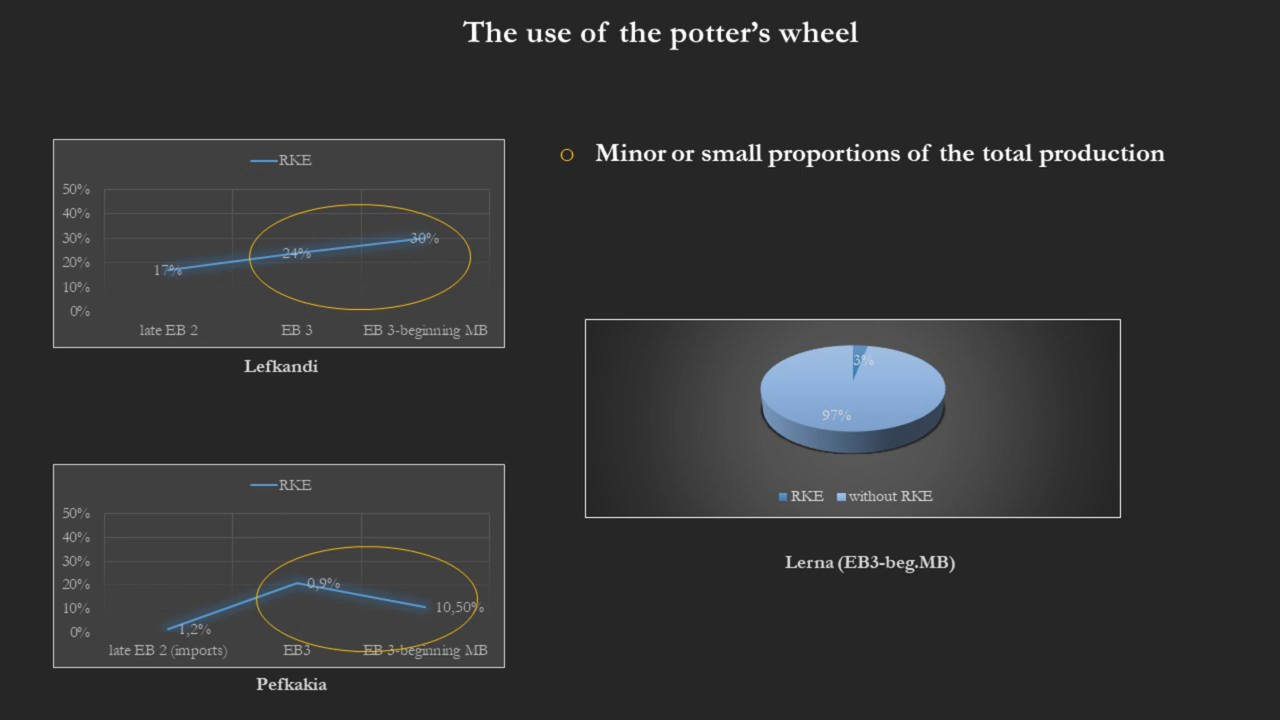 The use of the potter’s wheel
RKE
50%
40%
30%
20%
10%
0%
17%
24%
30%
late EB 2
EB 3
EB 3-beginning MB
Lefkandi
RKE
50%
40%
30%
20%
10%
0%
1,2%
0,9%
10,50%
late EB 2 (imports)
EB3
EB 3-beginning MB
Pefkakia
Minor or small proportions of the total production
3%
97%
RKE
without RKE
Lerna (EB3-beg.MB)